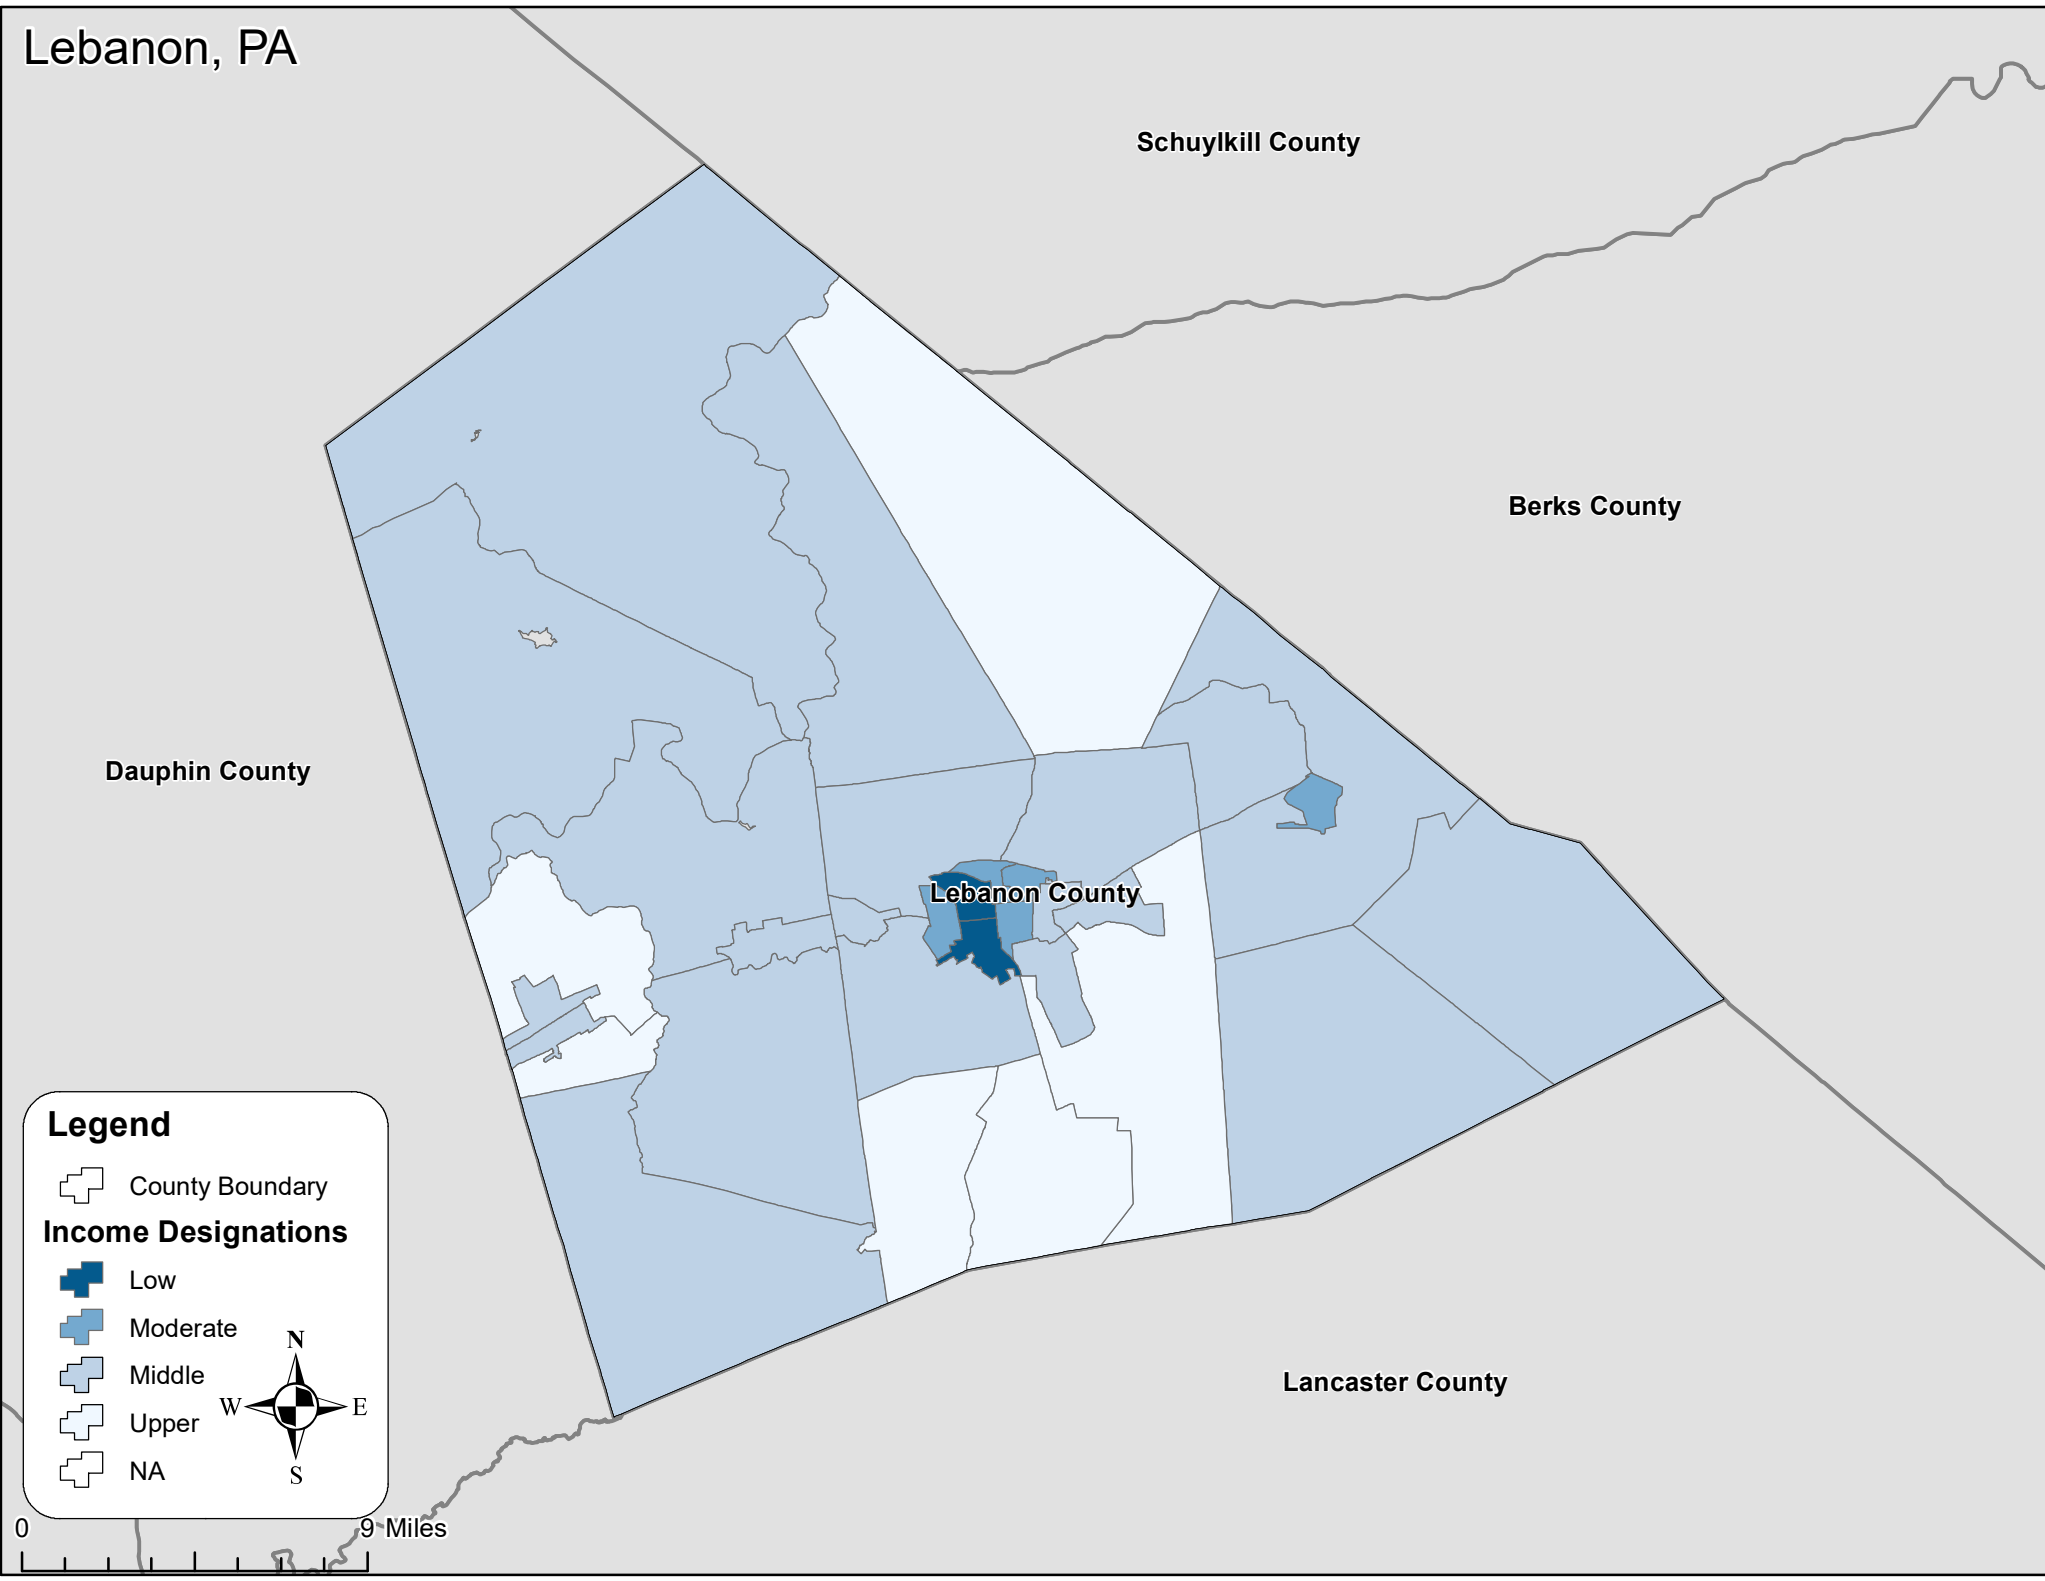 Lebanon, PA
Schuylkill County
Berks County
Dauphin County
Lebanon County
Lancaster County
Legend
County Boundary
Income Designations
Low
Moderate
Middle
Upper
NA
N
W
E
S
0
9 Miles